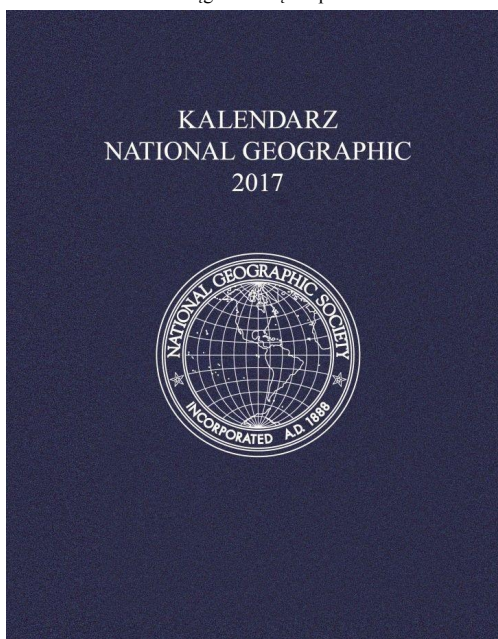 KALENDARZ
NATIONAL GEOGRAPHIC
2017
NATIONAL GEOGRAPHIC SOCIETY
INCORPORATED A.D. 1888